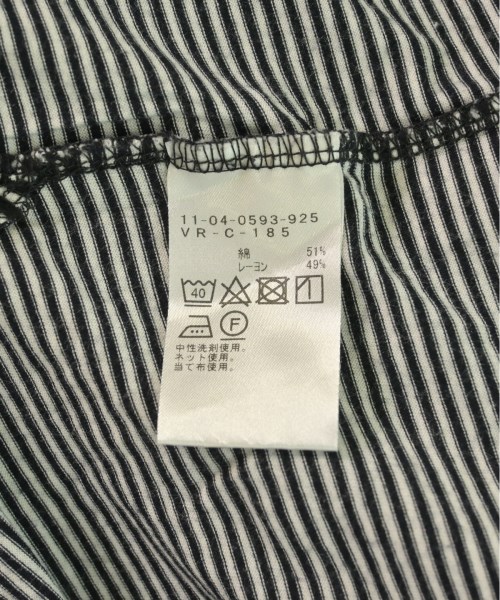 11-04-0593-925
VR-C-185
綿 51%
レーヨン 49%
40
F
中性洗剤使用。
ネット使用。
当て布使用。